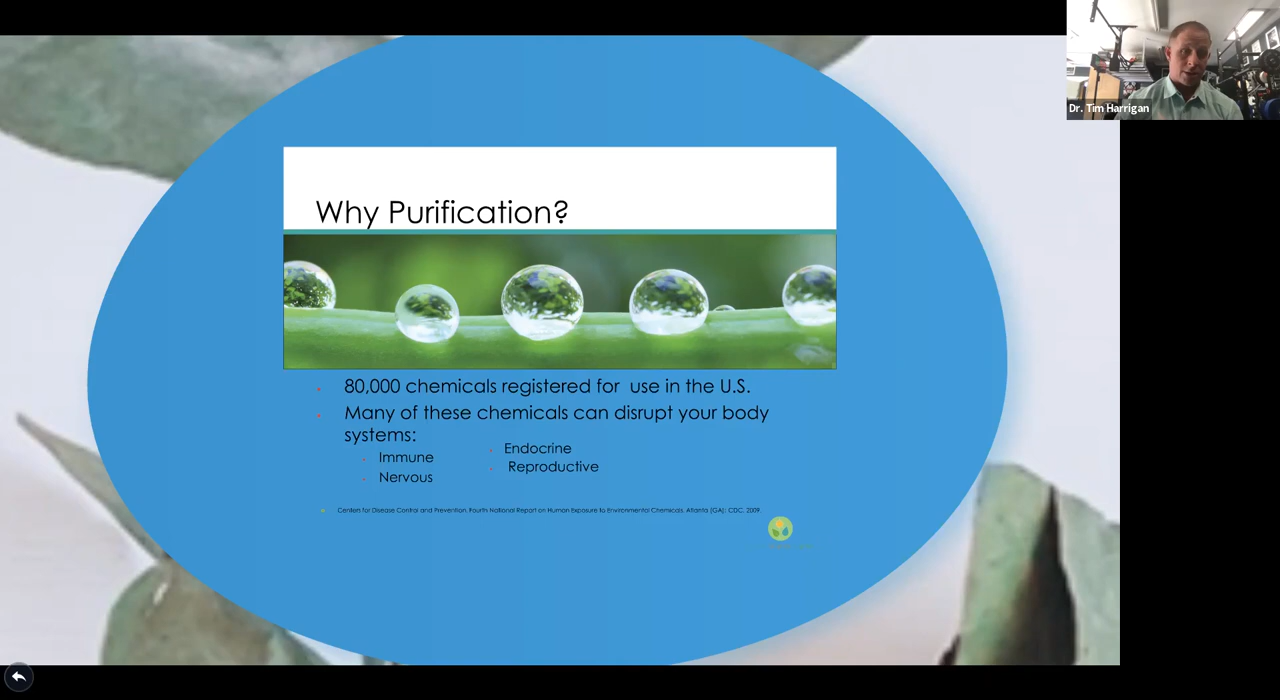 Dr. Tim Harrigan
Why Purification?
80,000 chemicals registered for use in the U.S.
Many of these chemicals can disrupt your body
systems:
Immune
Nervous
Endocrine
Reproductive
Centers for Disease Control and Prevention. Fourth National Report on Human Exposure to Environmental Chemicals. Atlanta (GA): CDC, 2009.